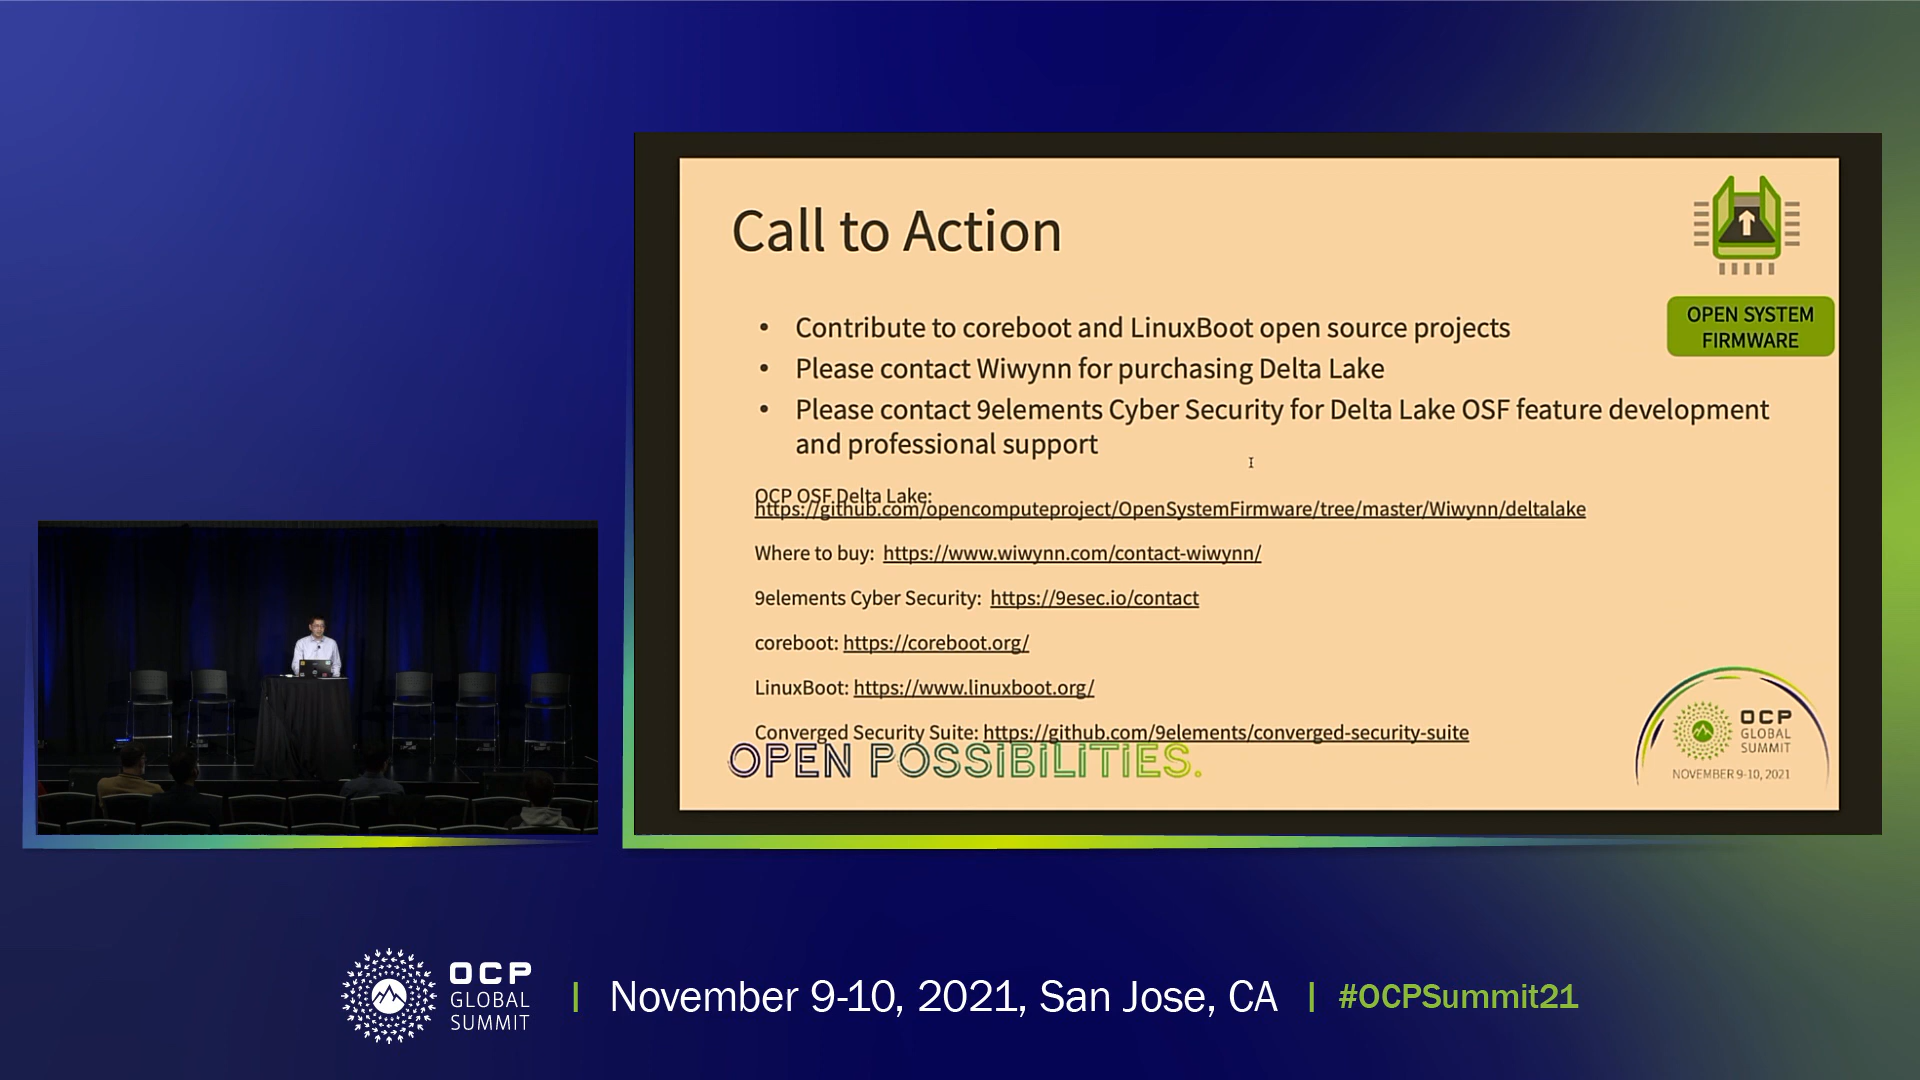 Call to Action
OPEN SYSTEM
FIRMWARE
• Contribute to coreboot and LinuxBoot open source projects
• Please contact Wiwynn for purchasing Delta Lake
• Please contact 9elements Cyber Security for Delta Lake OSF feature development
and professional support
OCP OSF Delta Lake:
https://github.com/opencomputeproject/OpenSystemFirmware/tree/master/Wiwynn/deltalake
Where to buy: https://www.wiwynn.com/contact-wiwynn/
9elements Cyber Security: https://9esec.io/contact
coreboot: https://coreboot.org/
LinuxBoot: https://www.linuxboot.org/
Converged Security Suite: https://github.com/9elements/converged-security-suite
OPEN POSSIBILITIES.
OCP
GLOBAL
SUMMIT
NOVEMBER 9-10, 2021
OCP
GLOBAL
SUMMIT
| November 9-10, 2021, San Jose, CA | #OCPSummit21